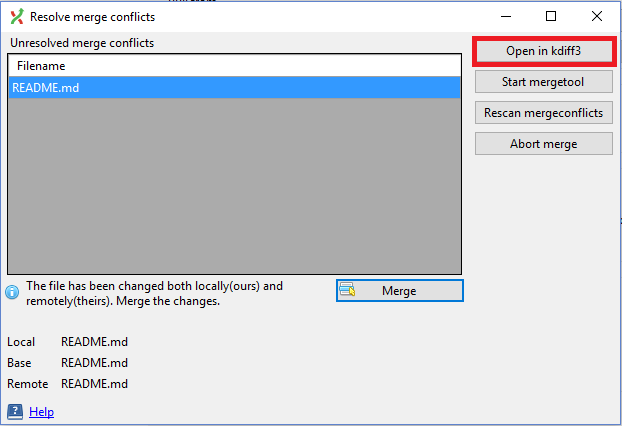 Resolve merge conflicts
Unresolved merge conflicts
Filename
README.md
Open in kdiff3
Start mergetool
Rescan mergeconflicts
Abort merge
The file has been changed both locally(ours) and
remotely(theirs). Merge the changes.
Merge
Local README.md
Base README.md
Remote README.md
? Help